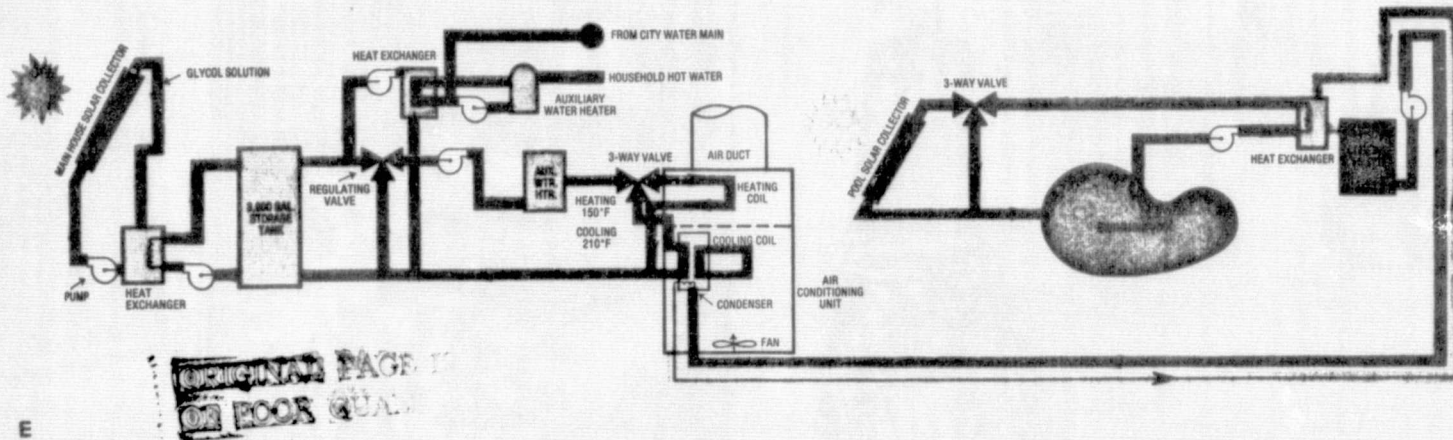 FROM CITY WATER MAIN
HEAT EXCHANGER
GLYCOL SOLUTION
HOUSEHOLD HOT WATER
AUXILIARY
WATER HEATER
MAIN HOUSE SOLAR COLLECTOR
REGULATING
VALVE
STORAGE
TANK
AUX.
WTR.
HTR.
3-WAY VALVE
AIR DUCT
HEATING
COIL
HEATING
150°F
COOLING
210°F
COOLING COIL
CONDENSER
AIR
CONDITIONING
UNIT
FAN
PUMP
HEAT
EXCHANGER
POOL SOLAR COLLECTOR
3-WAY VALVE
HEAT EXCHANGER
ORIGINAL PAGE
OF POOR
E